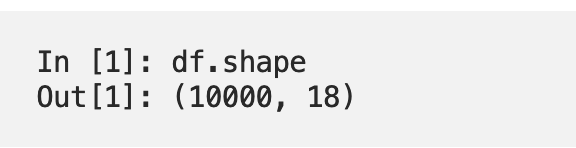 In [1]: df.shape
Out[1]: (10000, 18)